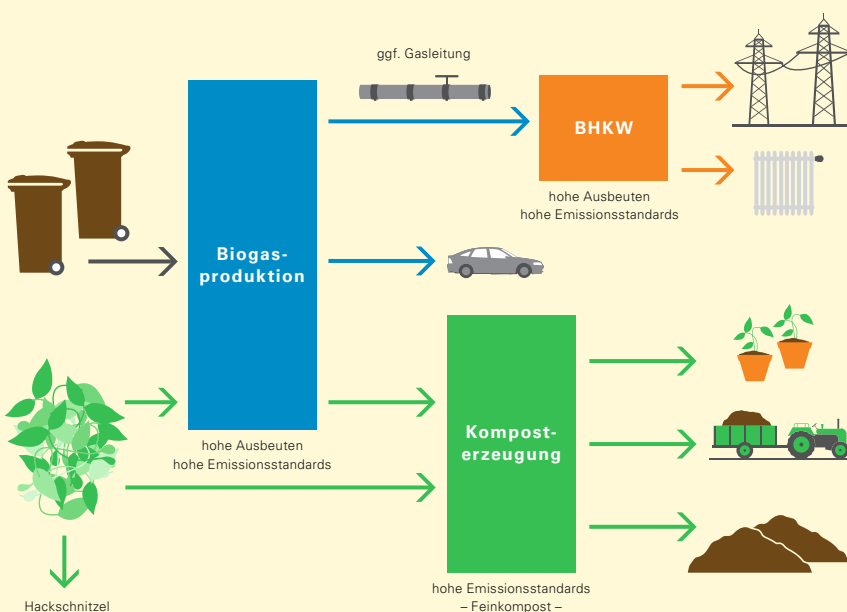 ggf. Gasleitung
BHKW
hohe Ausbeuten
hohe Emissionsstandards
Biogas-
produktion
hohe Ausbeuten
hohe Emissionsstandards
Kompost-
erzeugung
hohe Emissionsstandards
– Feinkompost –
Hackschnitzel